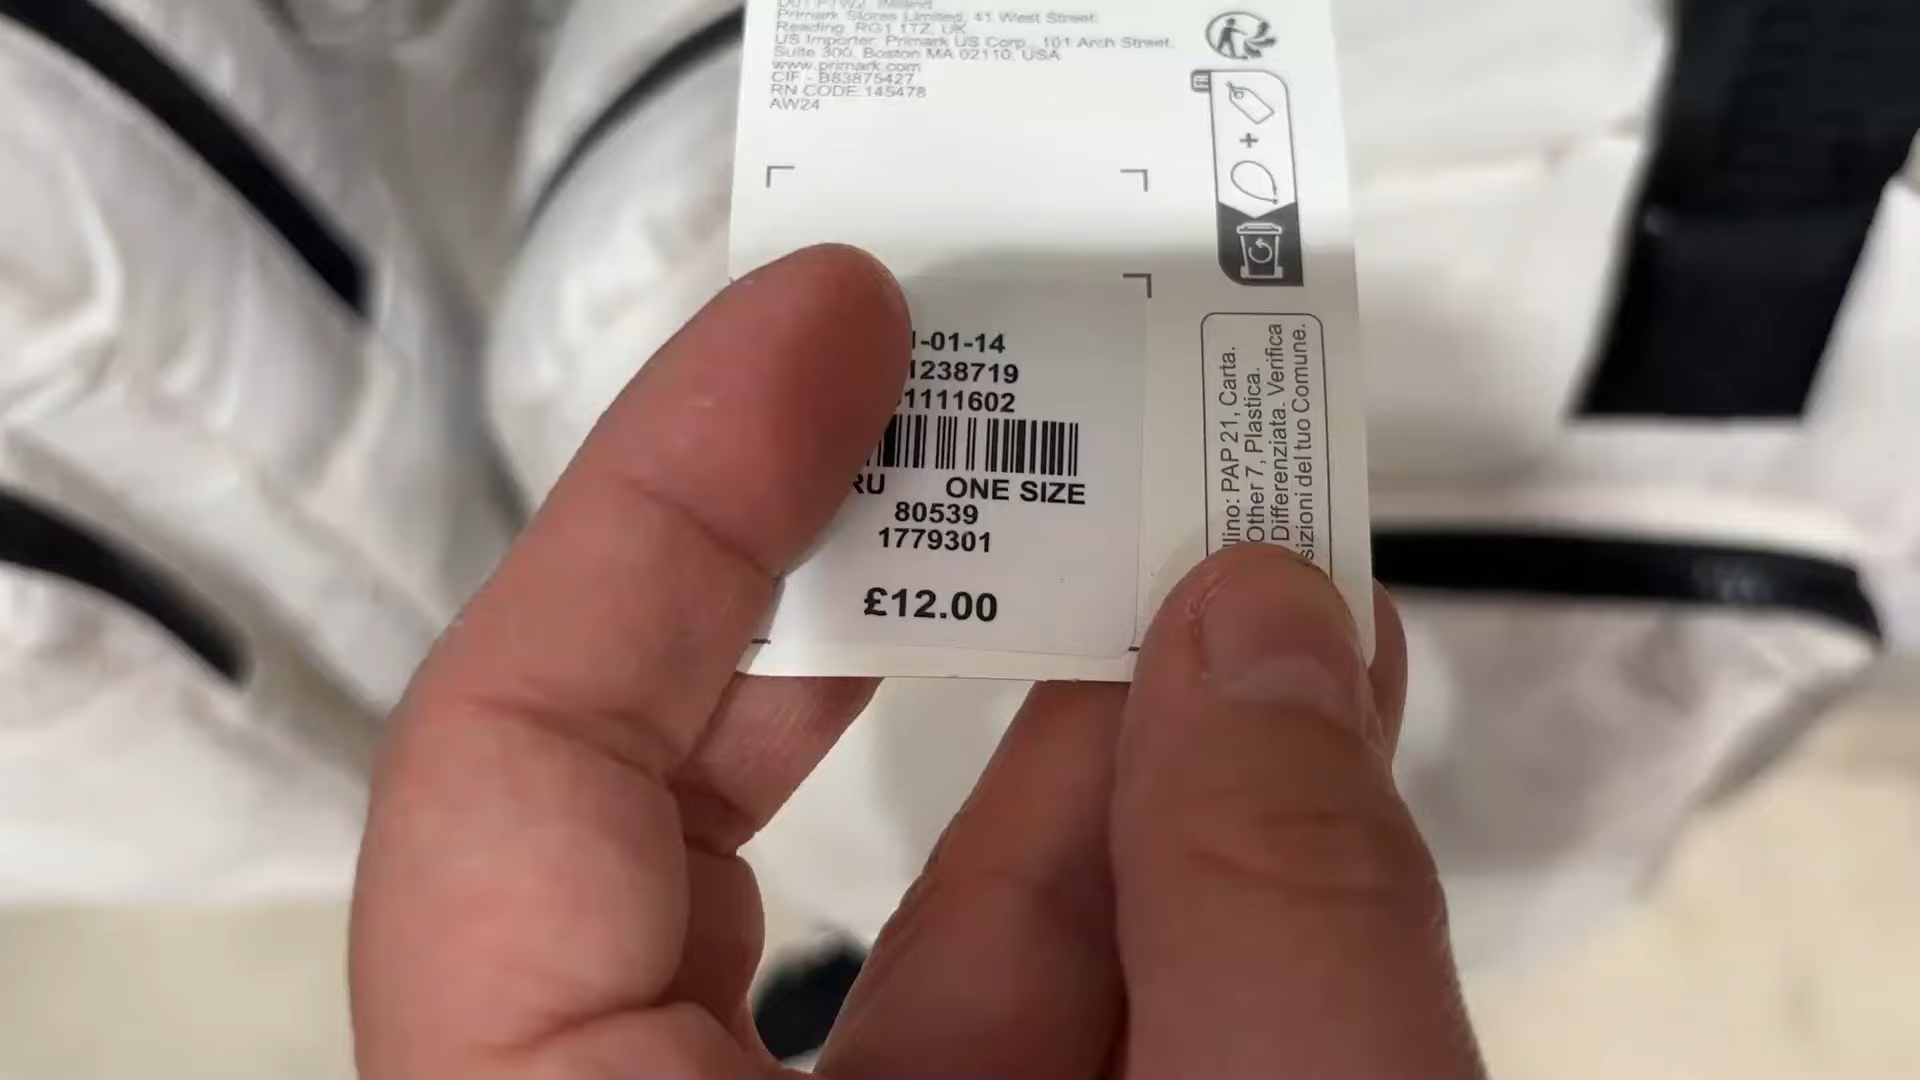 Primark Stores Limited, 41 West Street
Reading, RG1 1TZ, UK
US Importer: Primark US Corp., 101 Arch Street,
Suite 300, Boston MA 02110, USA
www.primark.com
CIF - B83875427
RN CODE 145478
AW24
FR
-01-14
1238719
1111602
RU ONE SIZE
80539
1779301
£12.00
llino: PAP 21, Carta.
Other 7, Plastica.
Differenziata. Verifica
sizioni del tuo Comune.